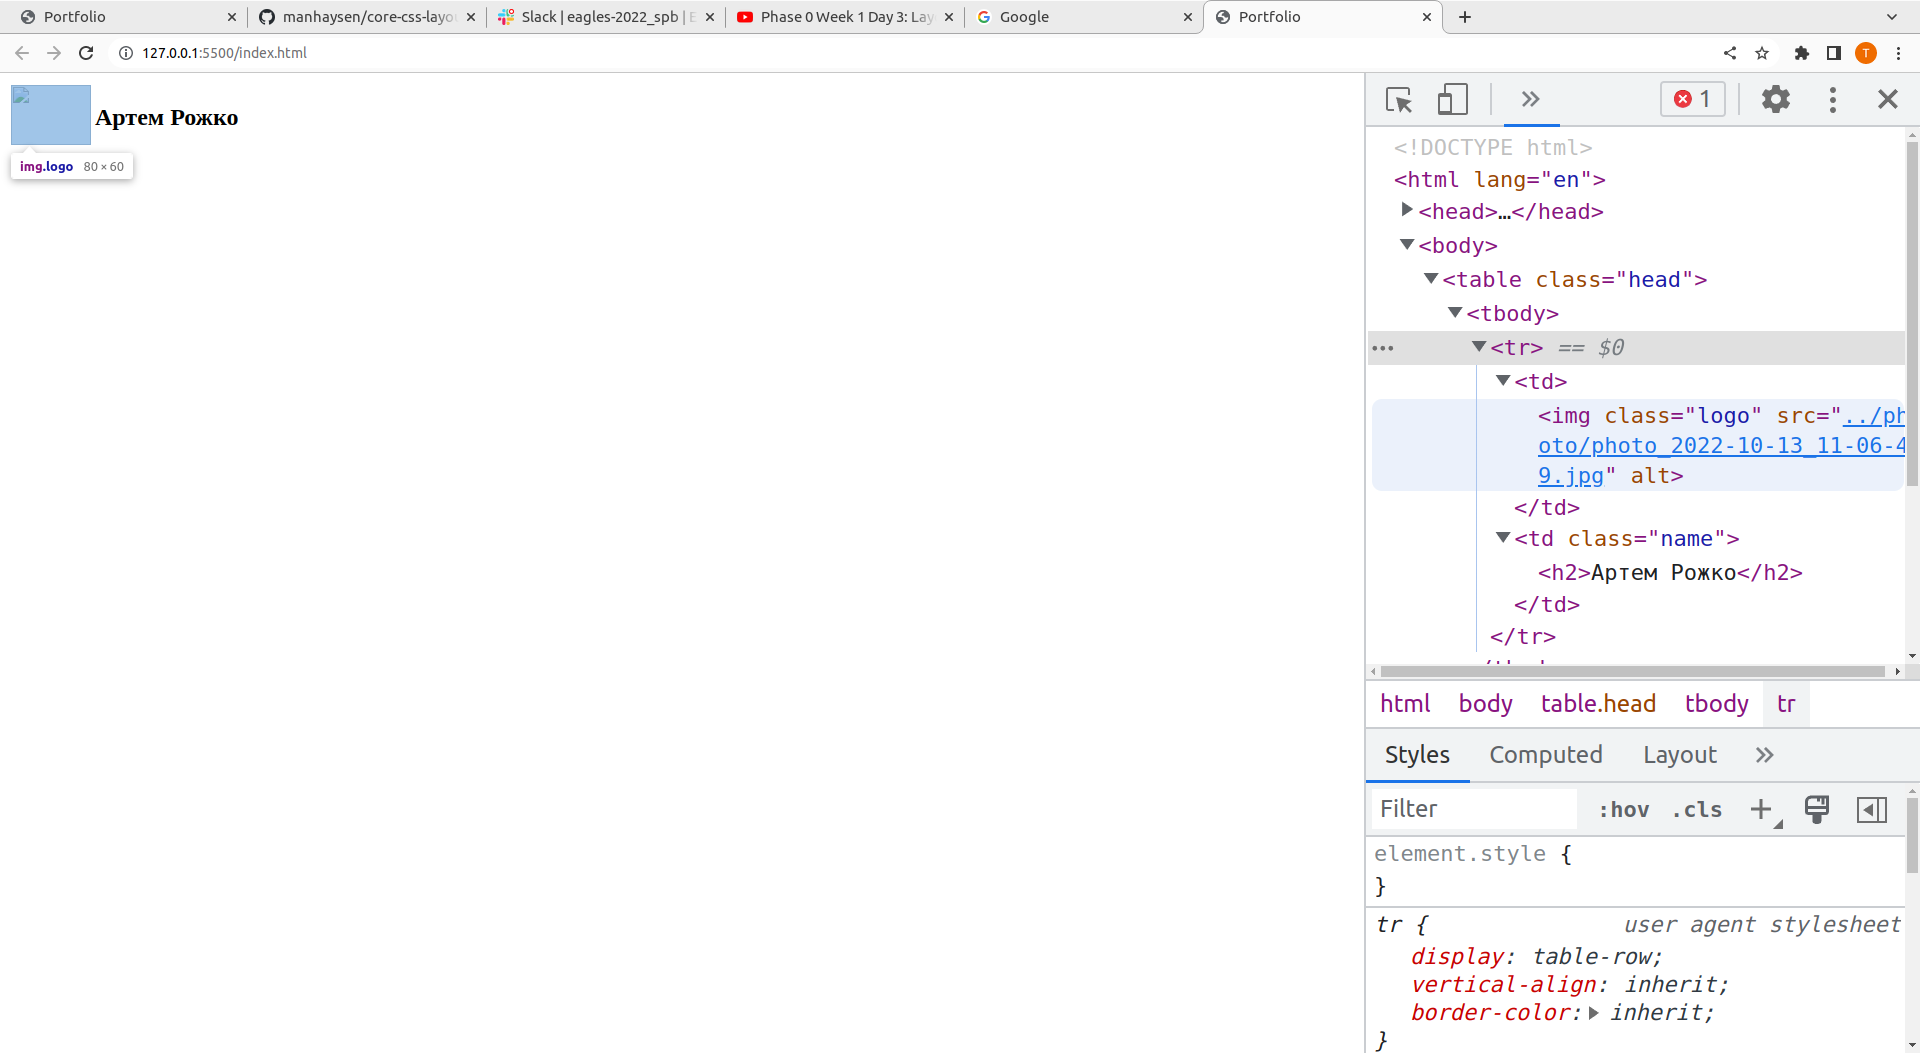 Portfolio
manhaysen/core-css-layo
Slack | eagles-2022_spb | E
Phase 0 Week 1 Day 3: Lay
Google
Portfolio
127.0.0.1:5500/index.html
T
Артем Рожко
img.logo 80 × 60
1
<!DOCTYPE html>
<html lang="en">
<head>…</head>
<body>
<table class="head">
<tbody>
<tr> == $0
<td>
<img class="logo" src="../ph
oto/photo_2022-10-13_11-06-4
9.jpg" alt>
</td>
<td class="name">
<h2>Артем Рожко</h2>
</td>
</tr>
html body table.head tbody tr
Styles Computed Layout
Filter :hov .cls
element.style {
}
tr { user agent stylesheet
display: table-row;
vertical-align: inherit;
border-color: inherit;
}